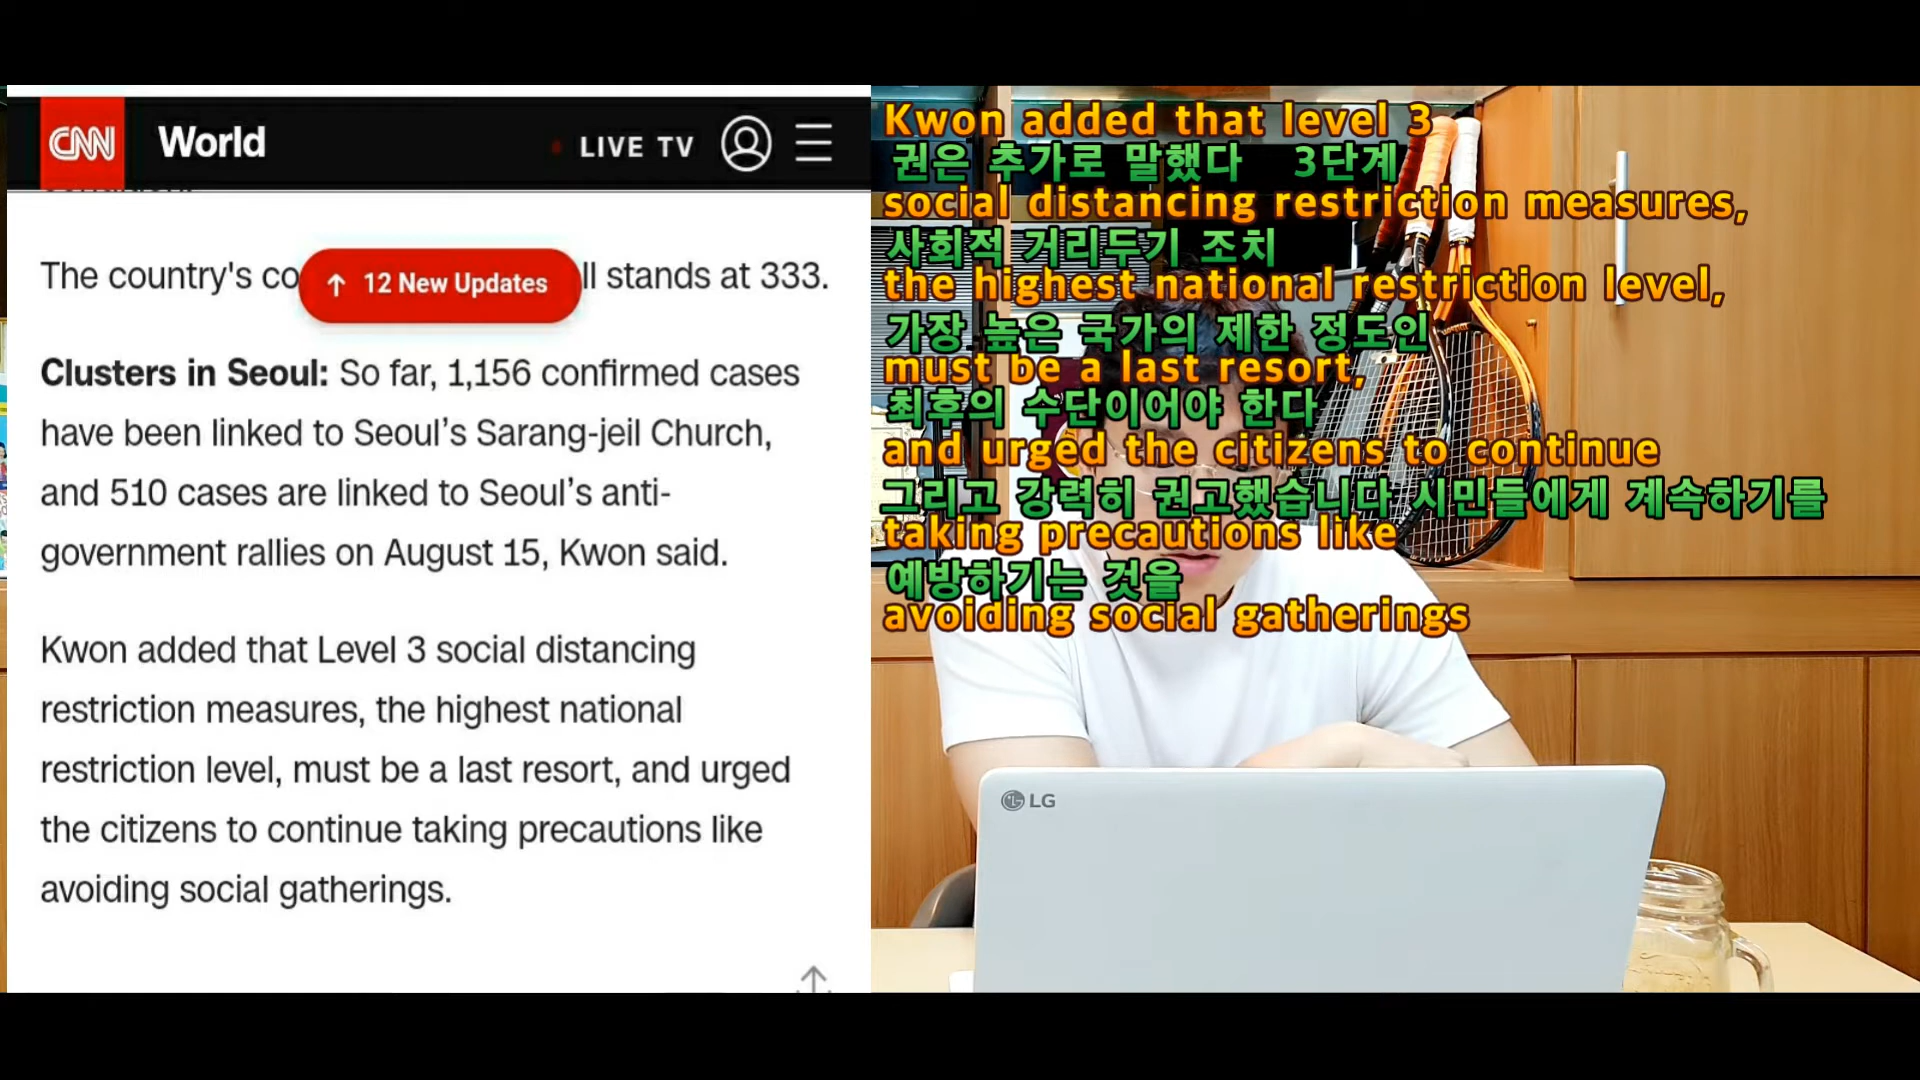 CNN World LIVE TV
The country's co ll stands at 333.
↑ 12 New Updates
Clusters in Seoul: So far, 1,156 confirmed cases
have been linked to Seoul’s Sarang-jeil Church,
and 510 cases are linked to Seoul’s anti-
government rallies on August 15, Kwon said.
Kwon added that Level 3 social distancing
restriction measures, the highest national
restriction level, must be a last resort, and urged
the citizens to continue taking precautions like
avoiding social gatherings.
Kwon added that level 3
권은 추가로 말했다 3단계
social distancing restriction measures,
사회적 거리두기 조치
the highest national restriction level,
가장 높은 국가의 제한 정도인
must be a last resort,
최후의 수단이어야 한다
and urged the citizens to continue
그리고 강력히 권고했습니다 시민들에게 계속하기를
taking precautions like
예방하기는 것을
avoiding social gatherings
LG